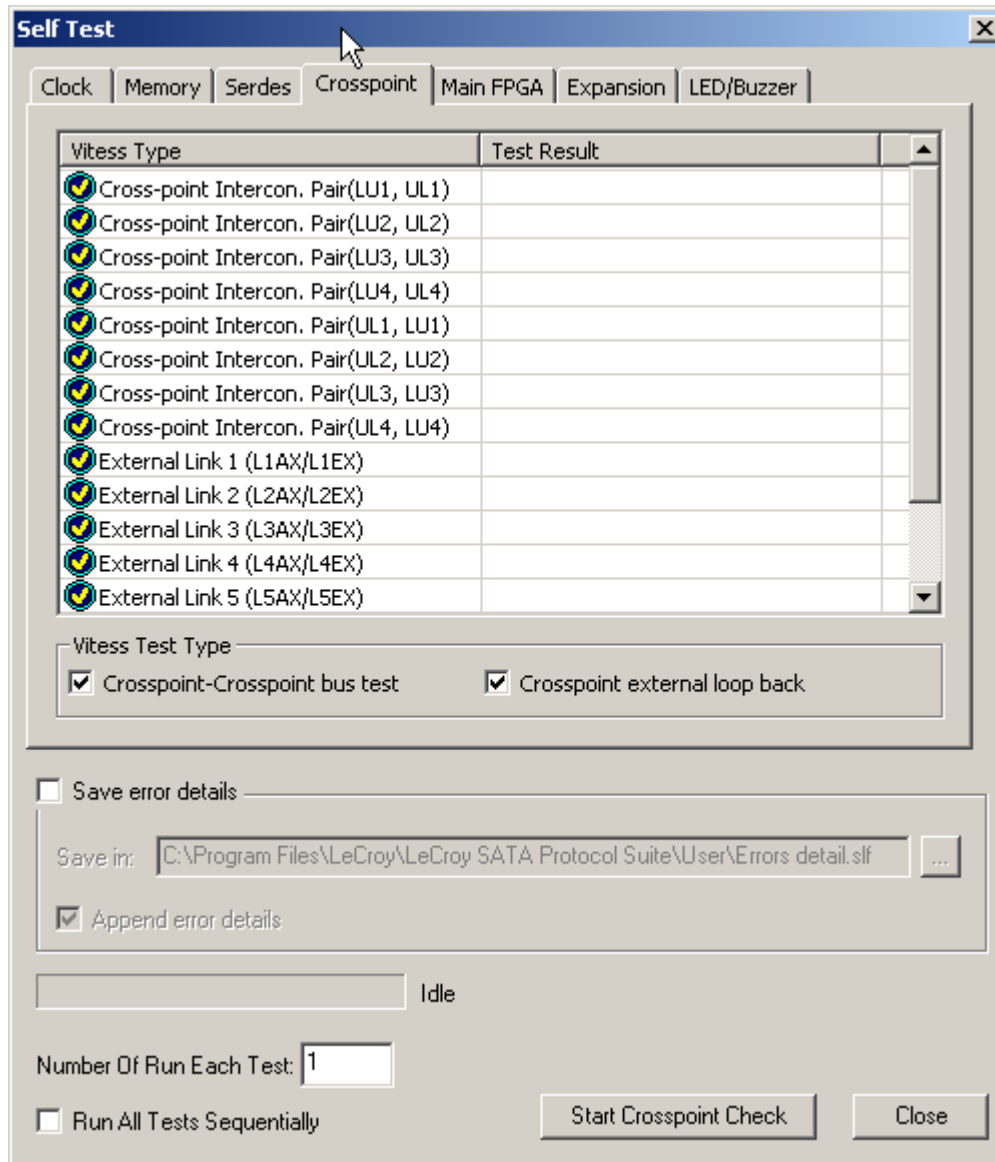 Self Test
Clock Memory Serdes Crosspoint Main FPGA Expansion LED/Buzzer
Vitess Type Test Result
Cross-point Intercon. Pair(LU1, UL1)
Cross-point Intercon. Pair(LU2, UL2)
Cross-point Intercon. Pair(LU3, UL3)
Cross-point Intercon. Pair(LU4, UL4)
Cross-point Intercon. Pair(UL1, LU1)
Cross-point Intercon. Pair(UL2, LU2)
Cross-point Intercon. Pair(UL3, LU3)
Cross-point Intercon. Pair(UL4, LU4)
External Link 1 (L1AX/L1EX)
External Link 2 (L2AX/L2EX)
External Link 3 (L3AX/L3EX)
External Link 4 (L4AX/L4EX)
External Link 5 (L5AX/L5EX)
Vitess Test Type
Crosspoint-Crosspoint bus test Crosspoint external loop back
Save error details
Save in: C:\Program Files\LeCroy\LeCroy SATA Protocol Suite\User\Errors detail.slf ...
Append error details
Idle
Number Of Run Each Test: 1
Run All Tests Sequentially Start Crosspoint Check Close